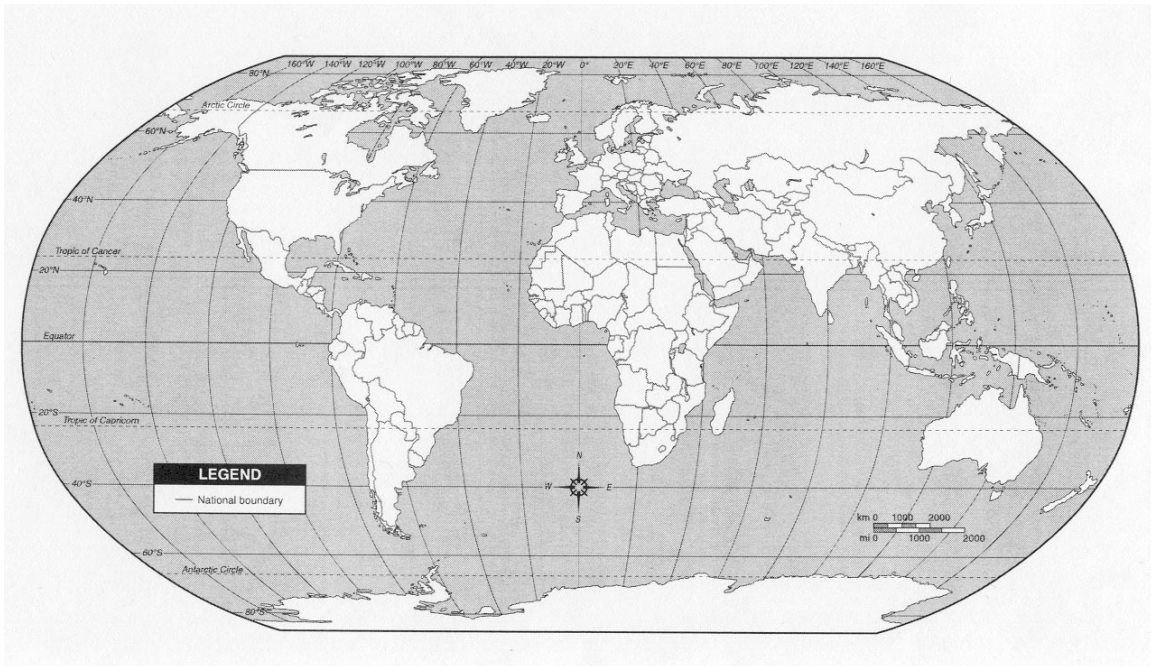 160°W 140°W 120°W 100°W 80°W 60°W 40°W 20°W 0° 20°E 40°E 60°E 80°E 100°E 120°E 140°E 160°E
80°N
Arctic Circle
60°N
40°N
Tropic of Cancer
20°N
Equator
20°S
Tropic of Capricorn
LEGEND
National boundary
40°S
N
W E
S
km 0 1000 2000
mi 0 1000 2000
60°S
Antarctic Circle
80°S